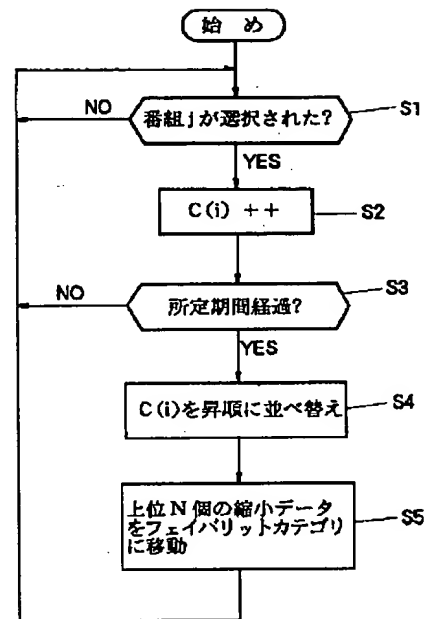 始 め
番組jが選択された?
S1
NO
YES
C(i) ++
S2
所定期間経過?
S3
NO
YES
C(i)を昇順に並べ替え
S4
上位N個の縮小データ
をフェイバリットカテゴリ
に移動
S5